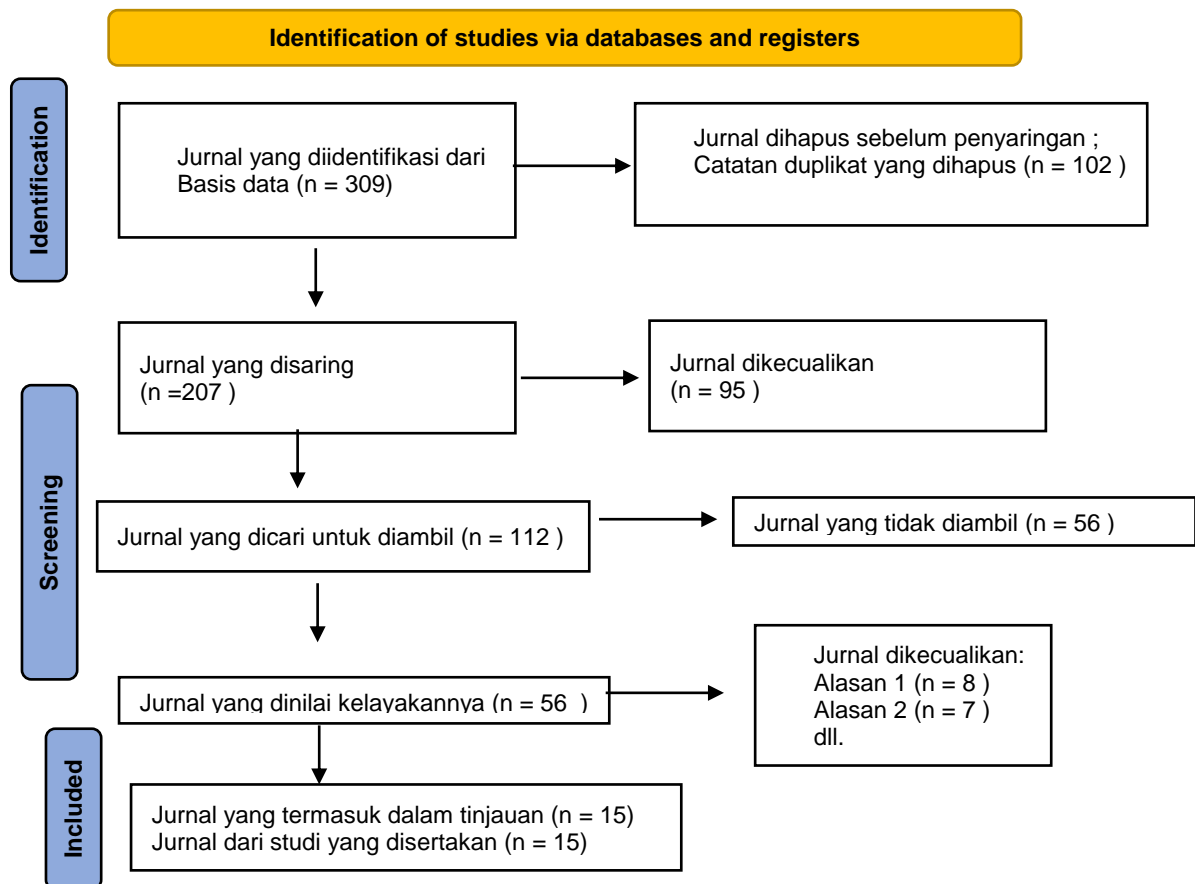 Identification of studies via databases and registers
Identification
Jurnal yang diidentifikasi dari
Basis data (n = 309)
Jurnal dihapus sebelum penyaringan ;
Catatan duplikat yang dihapus (n = 102 )
Screening
Jurnal yang disaring
(n =207 )
Jurnal dikecualikan
(n = 95 )
Jurnal yang dicari untuk diambil (n = 112 )
Jurnal yang tidak diambil (n = 56 )
Jurnal yang dinilai kelayakannya (n = 56  )
Jurnal dikecualikan:
Alasan 1 (n = 8 )
Alasan 2 (n = 7 )
dll.
Included
Jurnal yang termasuk dalam tinjauan (n = 15)
Jurnal dari studi yang disertakan (n = 15)